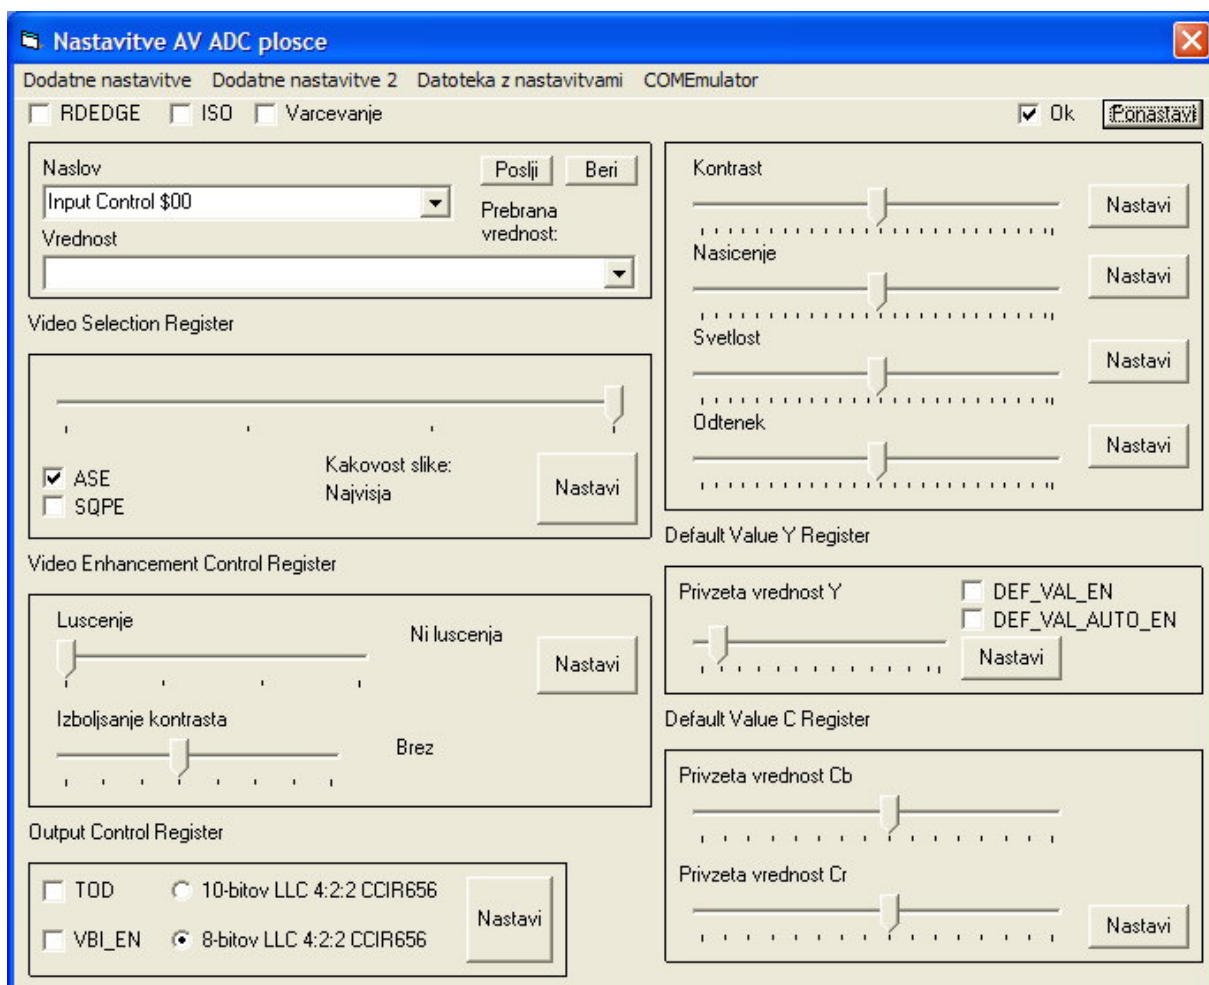 Nastavitve AV ADC plosce
Dodatne nastavitve Dodatne nastavitve 2 Datoteka z nastavitvami COMEmulator
RDEDGE ISO Varcevanje Ok Ponastavi
Naslov
Poslji Beri
Input Control $00
Prebrana
vrednost:
Vrednost
Video Selection Register
ASE
SQPE
Kakovost slike:
Najvisja
Nastavi
Video Enhancement Control Register
Luscenje
Ni luscenja
Nastavi
Izboljsanje kontrasta
Brez
Output Control Register
TOD 10-bitov LLC 4:2:2 CCIR656
VBI_EN 8-bitov LLC 4:2:2 CCIR656
Nastavi
Kontrast
Nastavi
Nasicenje
Nastavi
Svetlost
Nastavi
Odtenek
Nastavi
Default Value Y Register
Privzeta vrednost Y
DEF_VAL_EN
DEF_VAL_AUTO_EN
Nastavi
Default Value C Register
Privzeta vrednost Cb
Privzeta vrednost Cr
Nastavi